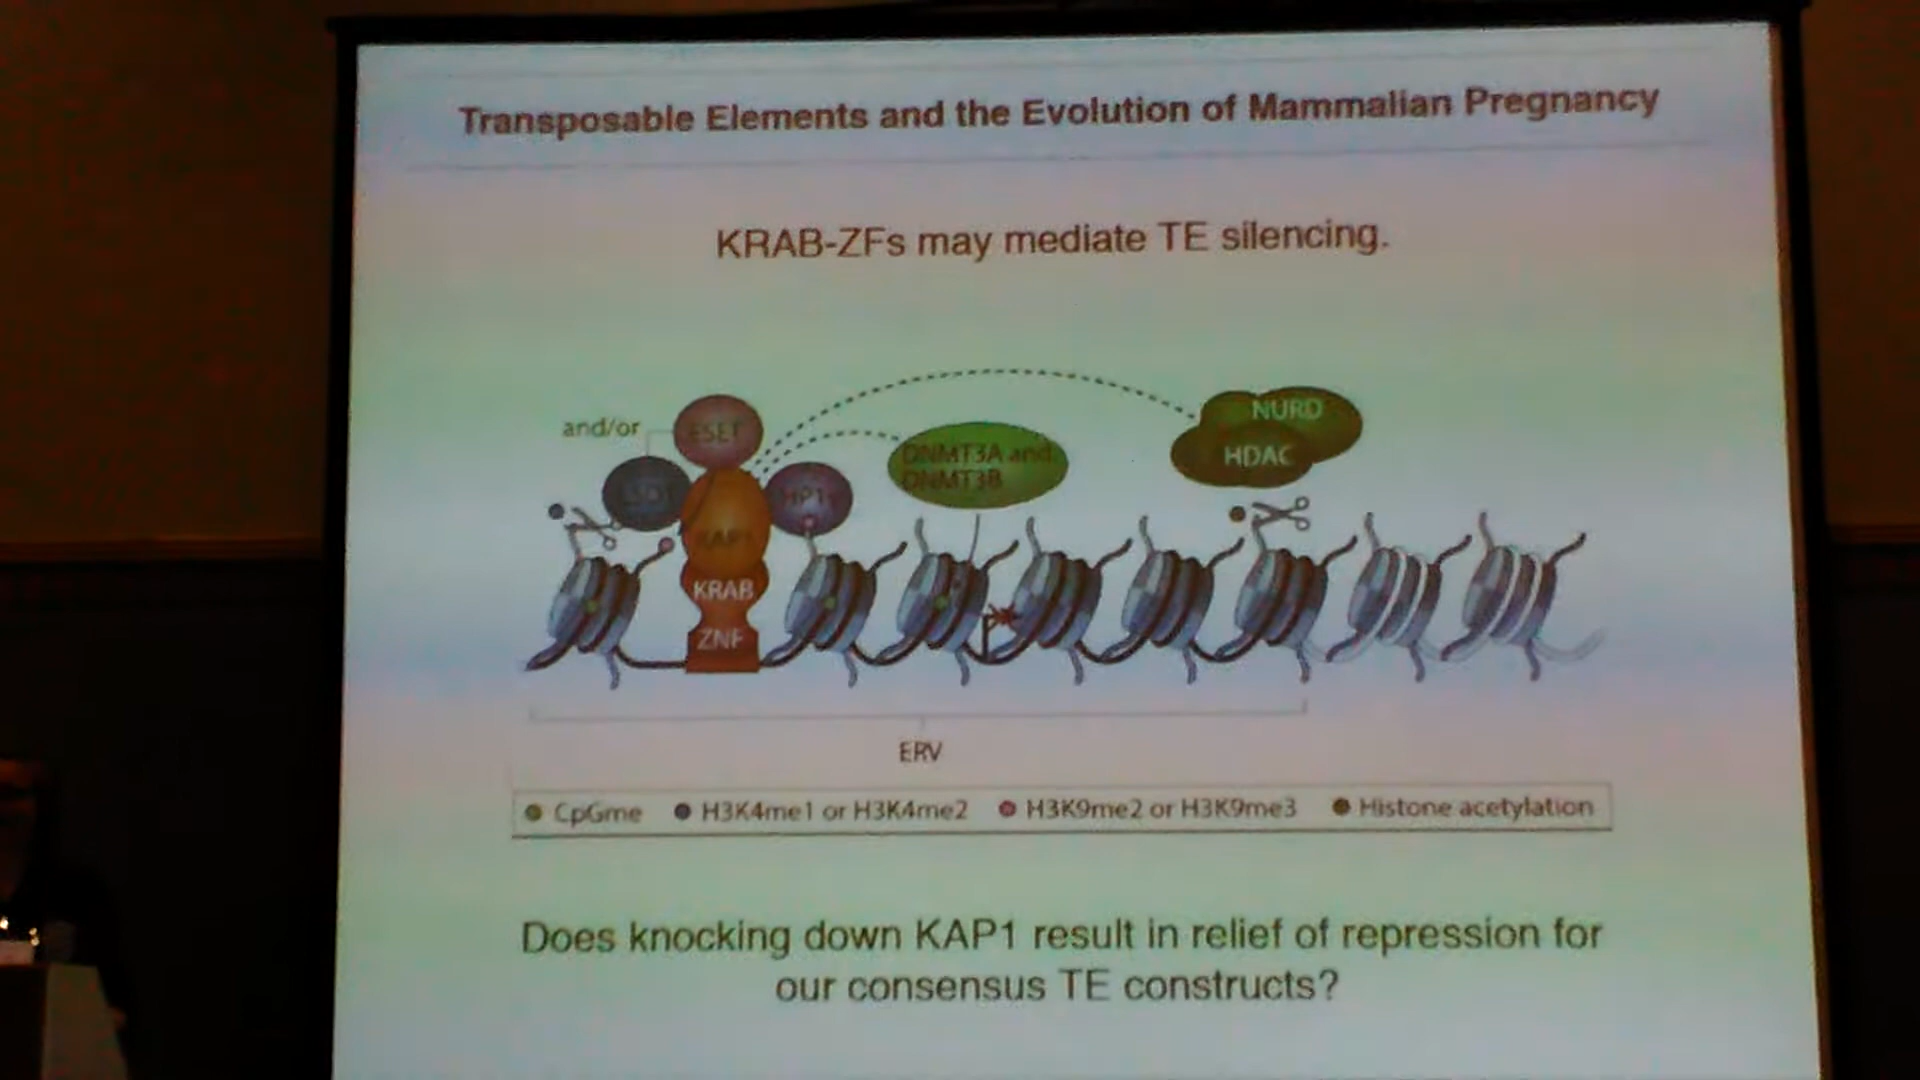 Transposable Elements and the Evolution of Mammalian Pregnancy
KRAB-ZFs may mediate TE silencing.
and/or
ESET
NURD
HDAC
DNMT3A and
DNMT3B
LSD1
HP1
KAP1
KRAB
ZNF
ERV
CpGme H3K4me1 or H3K4me2 H3K9me2 or H3K9me3 Histone acetylation
Does knocking down KAP1 result in relief of repression for
our consensus TE constructs?